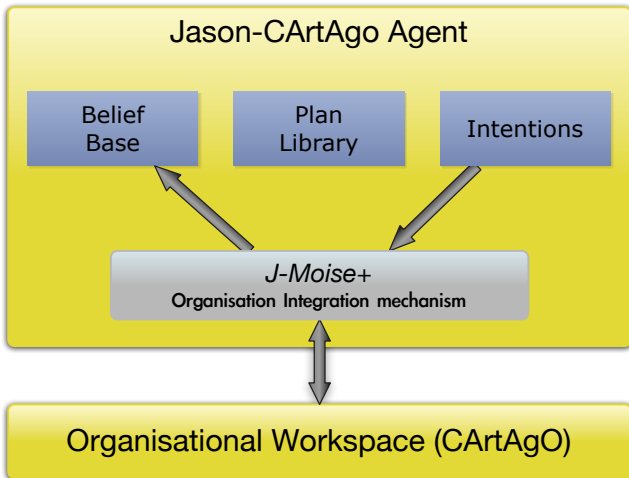 Jason-CArtAgo Agent
Belief
Base
Plan
Library
Intentions
J-Moise+
Organisation Integration mechanism
Organisational Workspace (CArtAgO)